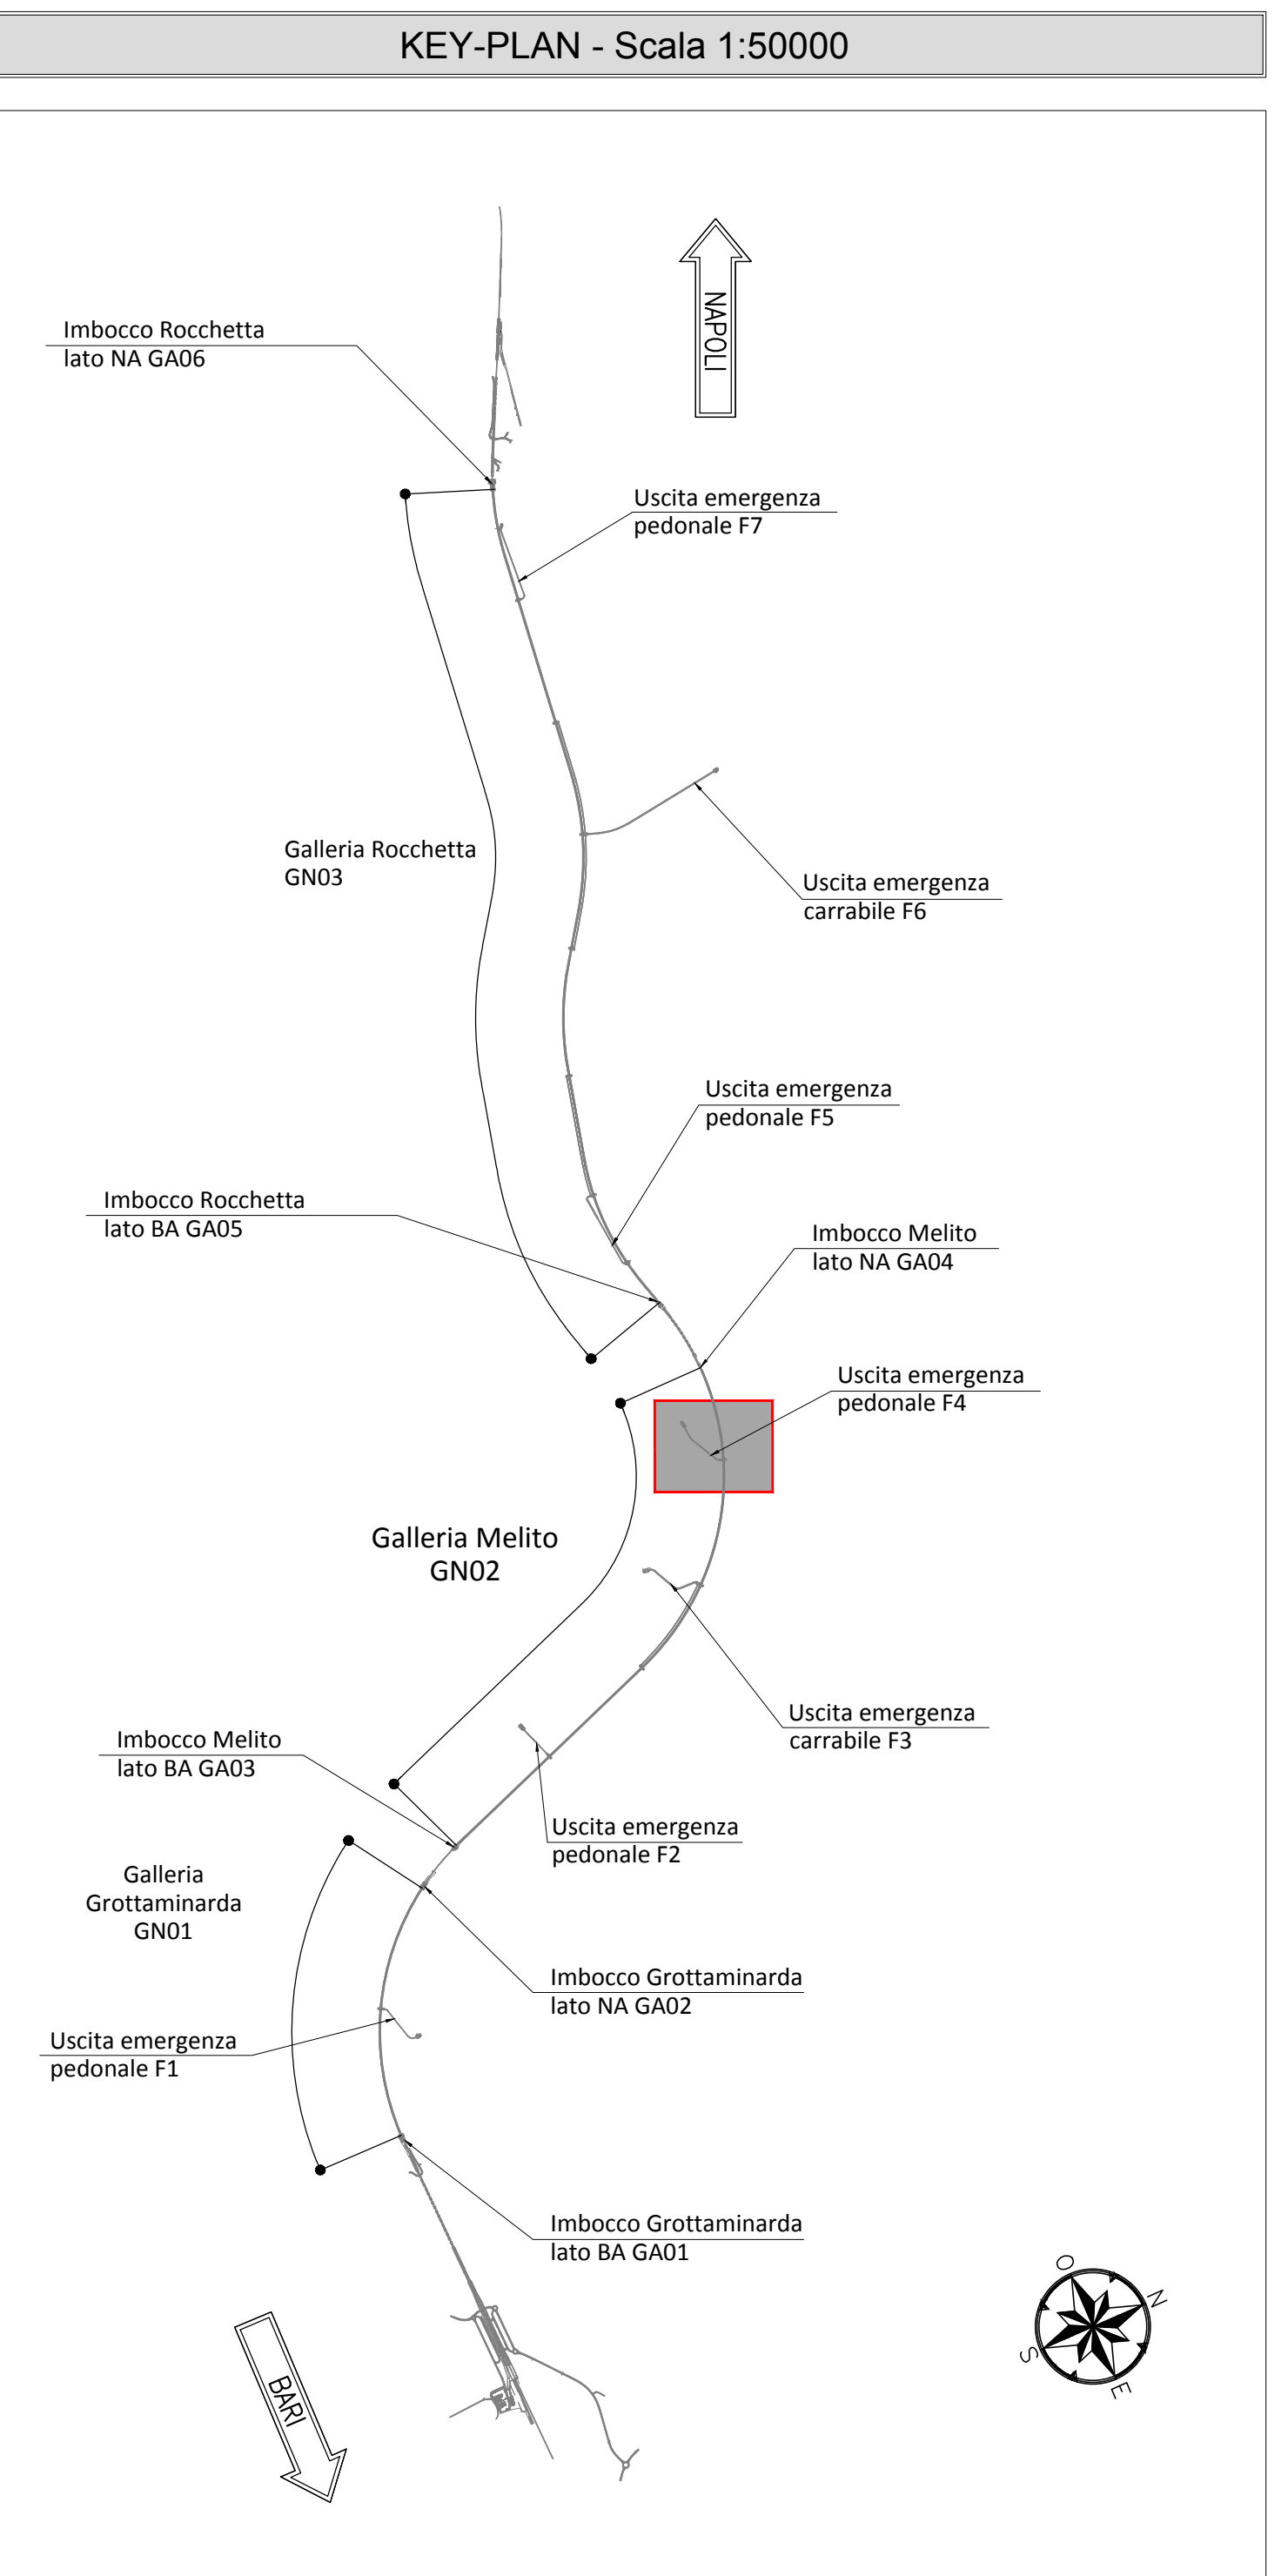 KEY-PLAN - Scala 1:50000
NAPOLI
Imbocco Rocchetta
lato NA GA06
Uscita emergenza
pedonale F7
Galleria Rocchetta
GN03
Uscita emergenza
carrabile F6
Uscita emergenza
pedonale F5
Imbocco Rocchetta
lato BA GA05
Imbocco Melito
lato NA GA04
Uscita emergenza
pedonale F4
Galleria Melito
GN02
Uscita emergenza
carrabile F3
Imbocco Melito
lato BA GA03
Uscita emergenza
pedonale F2
Galleria
Grottaminarda
GN01
Imbocco Grottaminarda
lato NA GA02
Uscita emergenza
pedonale F1
Imbocco Grottaminarda
lato BA GA01
O
N
S
E
BARI